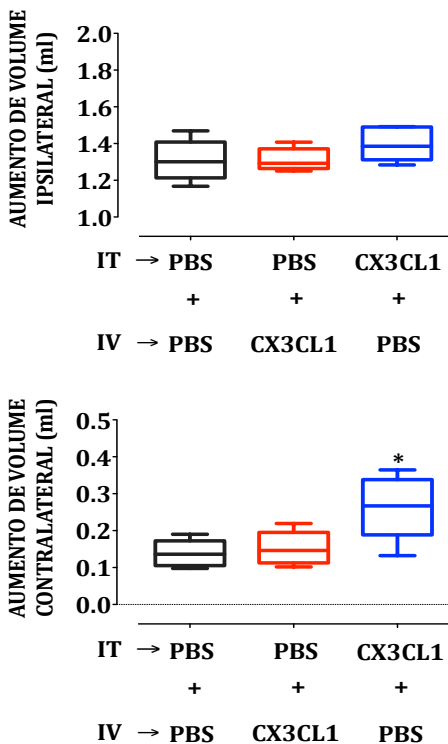 AUMENTO DE VOLUME
IPSILATERAL (ml)
2.0
1.8
1.6
1.4
1.2
1.0
IT → PBS PBS CX3CL1
+ + +
IV → PBS CX3CL1 PBS
AUMENTO DE VOLUME
CONTRALATERAL (ml)
0.5
0.4
0.3
0.2
0.1
0.0
*
IT → PBS PBS CX3CL1
+ + +
IV → PBS CX3CL1 PBS